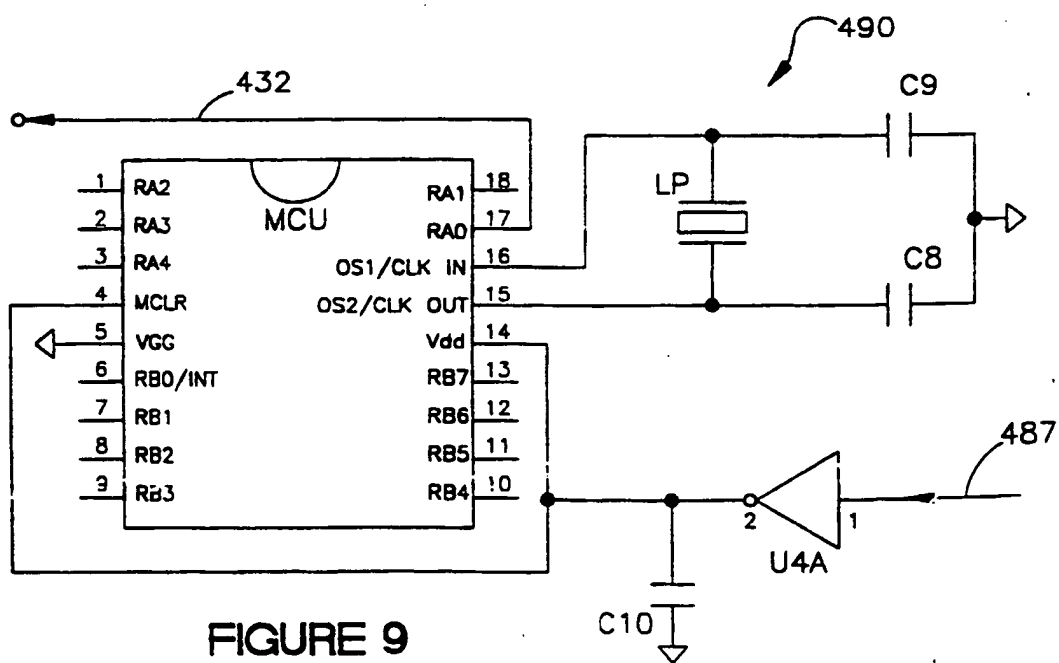 490
C9
432
1 RA2 RA1 18
MCU
2 RA3 RA0 17
LP
3 RA4 OS1/CLK IN 16
C8
4 MCLR OS2/CLK OUT 15
5 VGG Vdd 14
6 RB0/INT RB7 13
7 RB1 RB6 12
8 RB2 RB5 11
487
9 RB3 RB4 10
2 1
U4A
C10
FIGURE 9